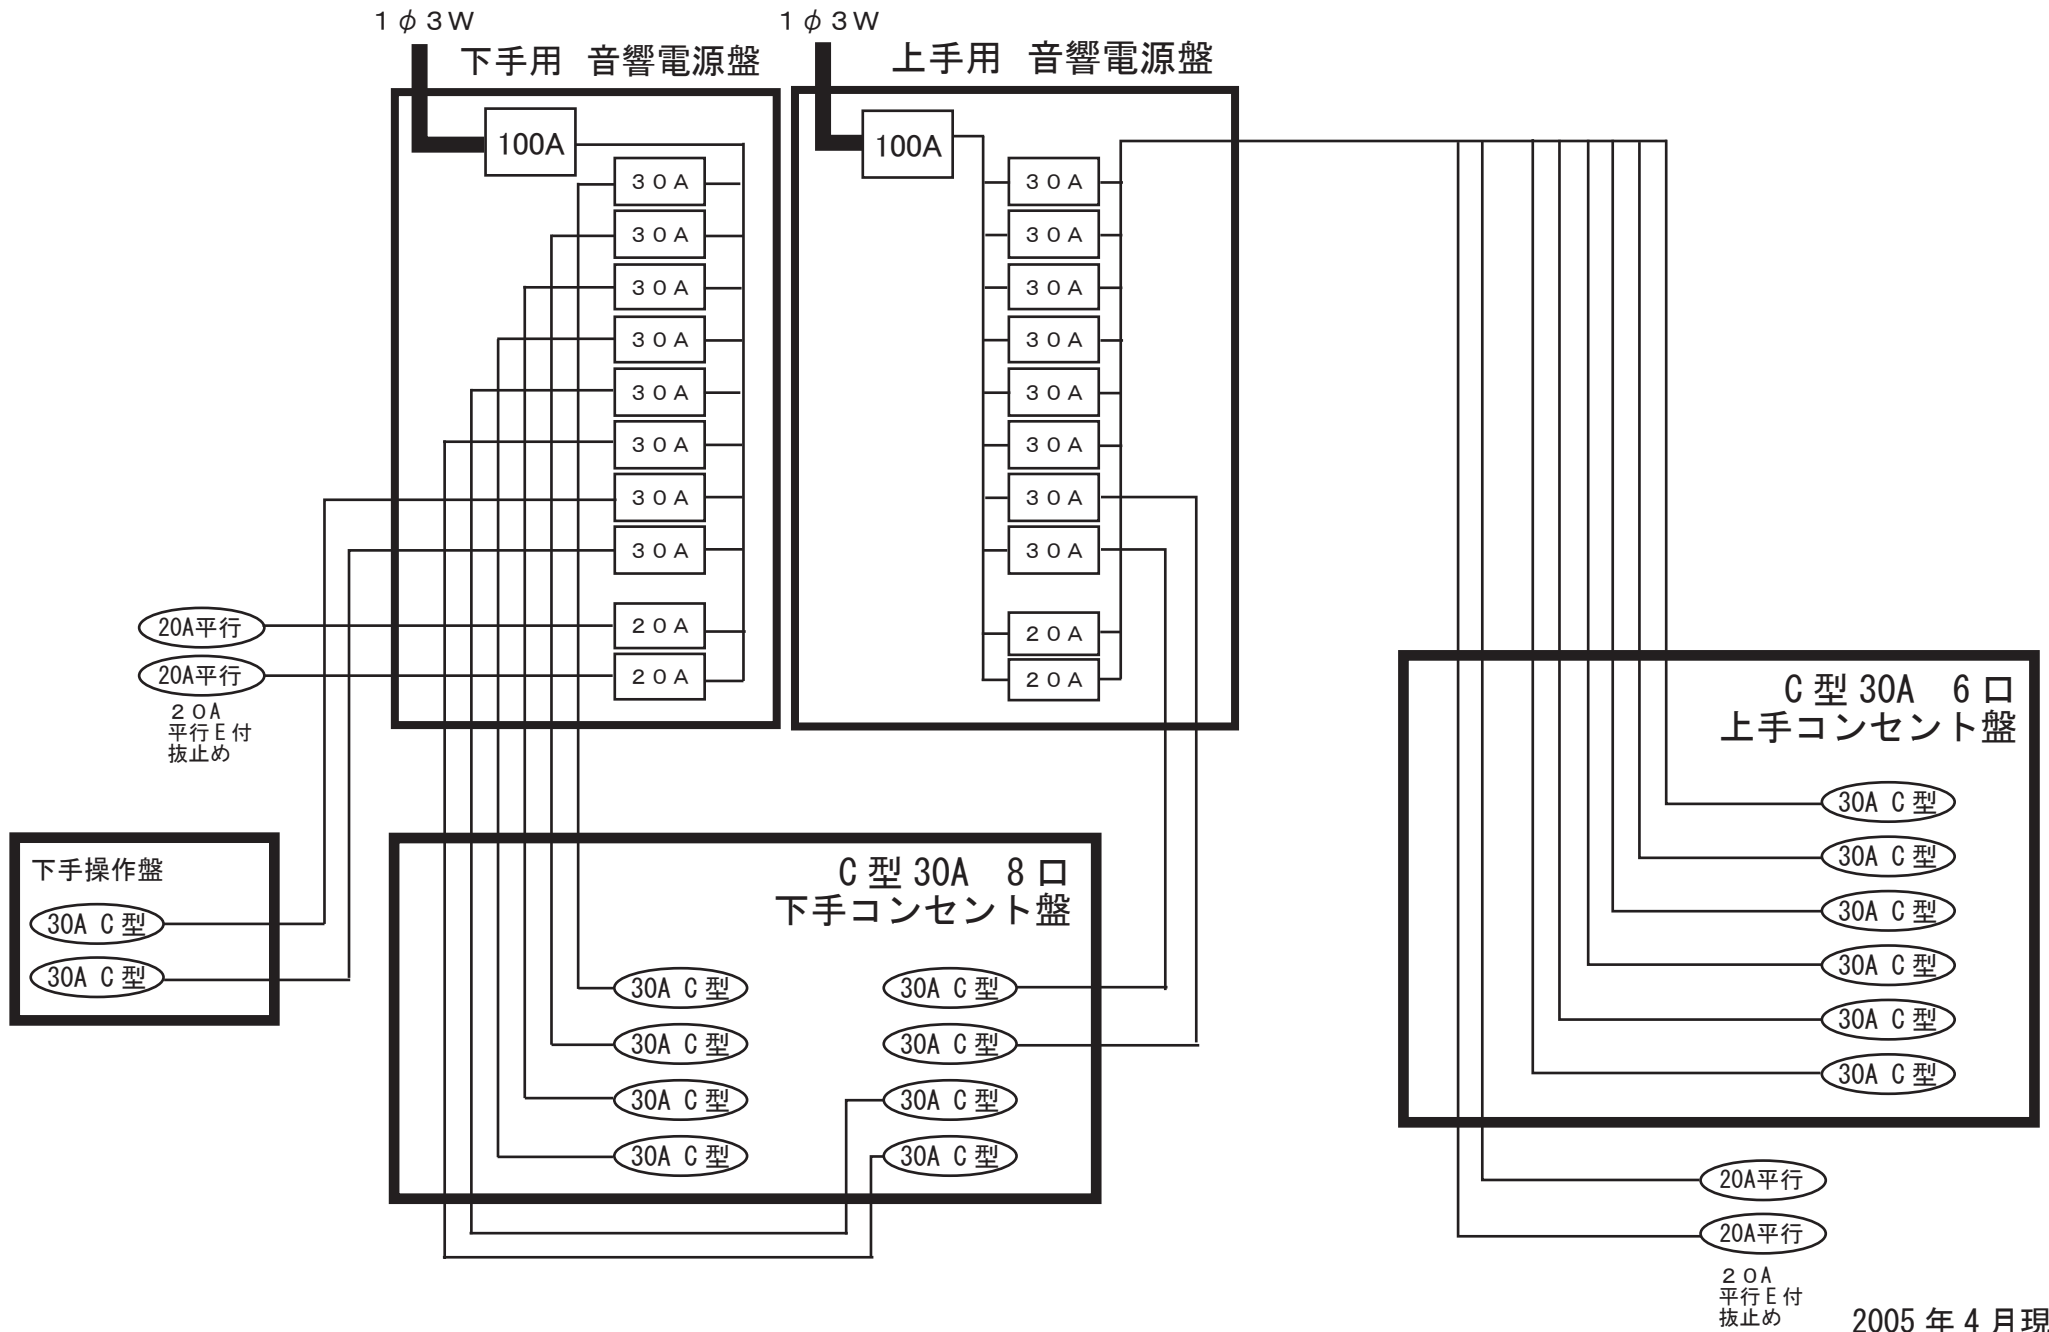 １φ３Ｗ
下手用　音響電源盤
100A
３０Ａ
３０Ａ
３０Ａ
３０Ａ
３０Ａ
３０Ａ
３０Ａ
３０Ａ
２０Ａ
２０Ａ
１φ３Ｗ
上手用　音響電源盤
100A
３０Ａ
３０Ａ
３０Ａ
３０Ａ
３０Ａ
３０Ａ
３０Ａ
３０Ａ
２０Ａ
２０Ａ
20A平行
20A平行
２０A
平行Ｅ付
抜止め
下手操作盤
30A C 型
30A C 型
C 型 30A　8 口
下手コンセント盤
30A C 型
30A C 型
30A C 型
30A C 型
30A C 型
30A C 型
30A C 型
30A C 型
C 型 30A　6 口
上手コンセント盤
30A C 型
30A C 型
30A C 型
30A C 型
30A C 型
30A C 型
20A平行
20A平行
２０A
平行Ｅ付
抜止め
2005 年 4 月現